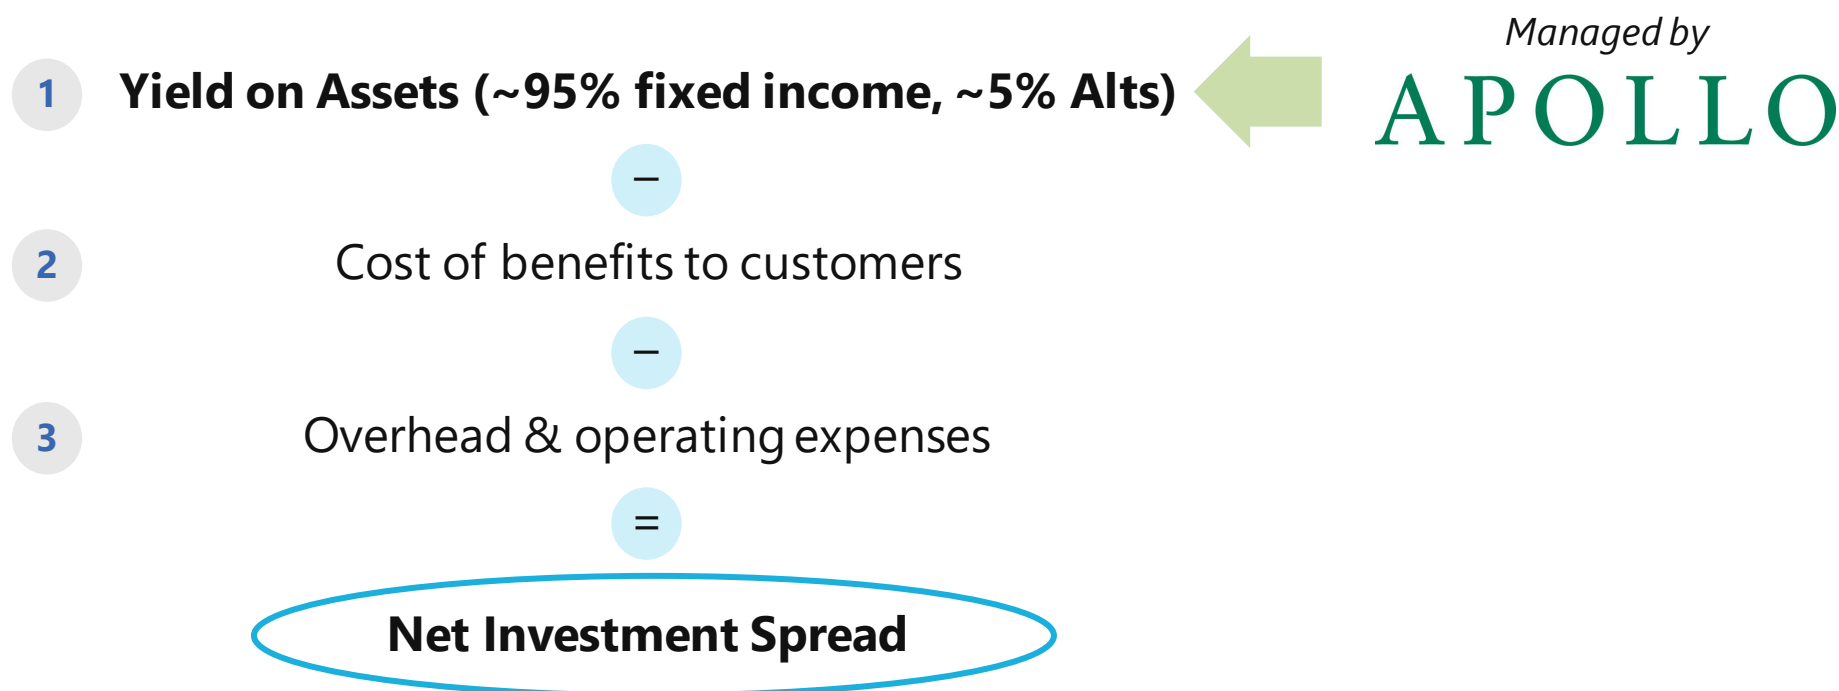 Managed by
APOLLO
1 Yield on Assets (~95% fixed income, ~5% Alts)
–
2 Cost of benefits to customers
–
3 Overhead & operating expenses
=
Net Investment Spread